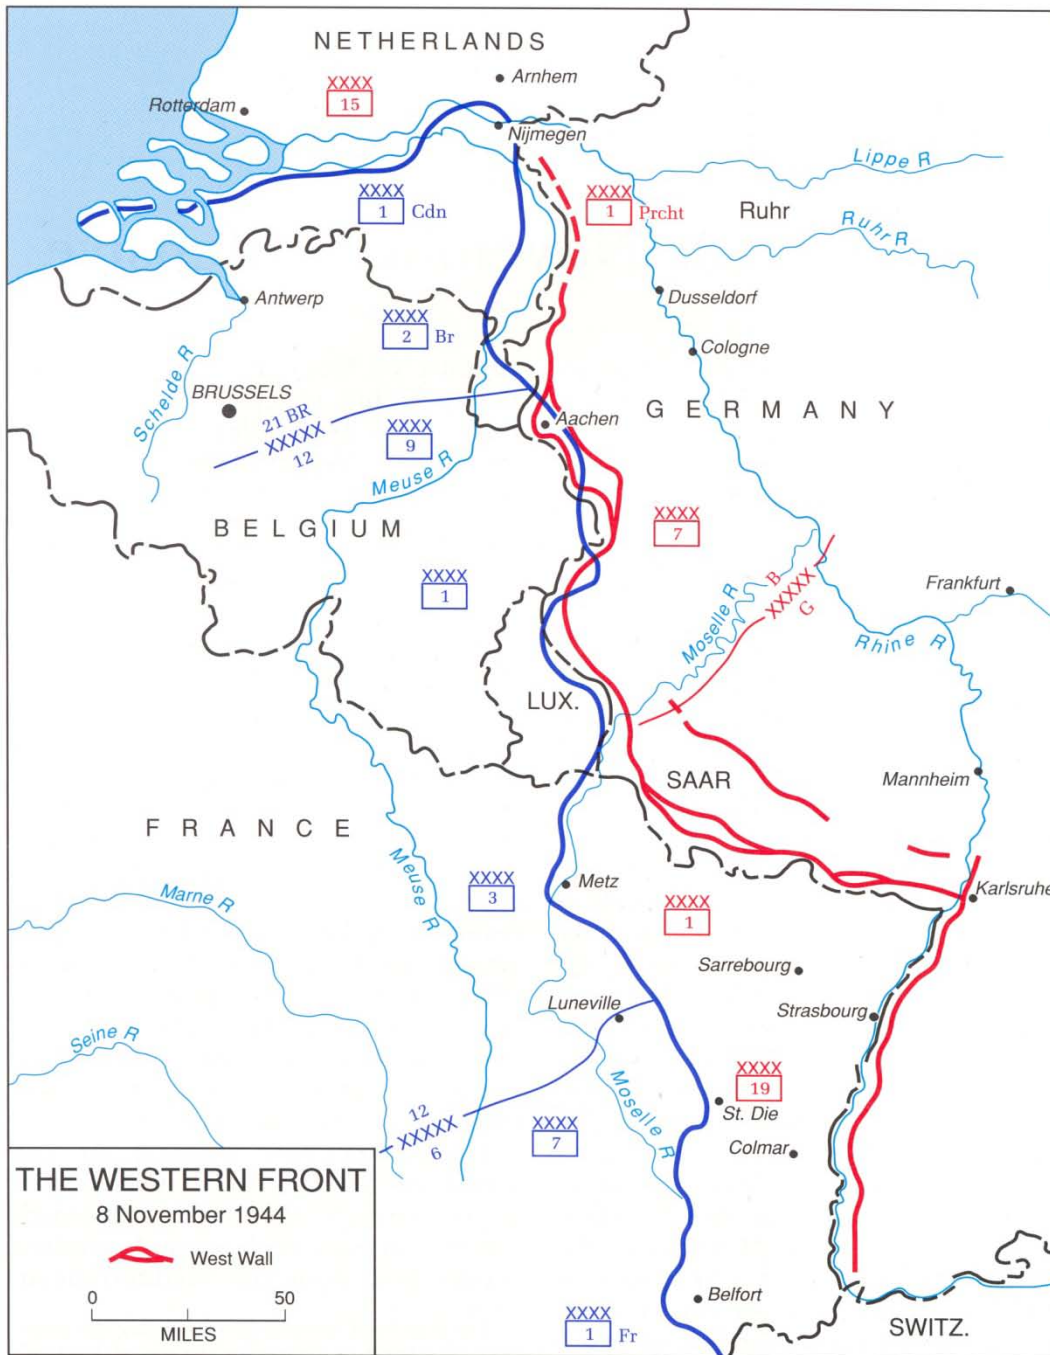 NETHERLANDS
Arnhem
XXXX
15
Rotterdam
Nijmegen
Lippe R
XXXX
1 Cdn
XXXX
1 Prcht
Ruhr
Ruhr R
Antwerp
Dusseldorf
XXXX
2 Br
Cologne
Schelde R
BRUSSELS
21 BR
XXXXX
12
XXXX
9
Aachen
GERMANY
Meuse R
BELGIUM
XXXX
7
XXXX
1
Moselle R
B
XXXXX
G
Frankfurt
Rhine R
LUX.
SAAR
Mannheim
FRANCE
Meuse R
Marne R
XXXX
3
Metz
XXXX
1
Karlsruhe
Sarrebourg
Luneville
Strasbourg
Seine R
XXXX
19
Moselle R
St. Die
12
XXXXX
6
XXXX
7
Colmar
THE WESTERN FRONT
8 November 1944
West Wall
0 50
MILES
Belfort
XXXX
1 Fr
SWITZ.